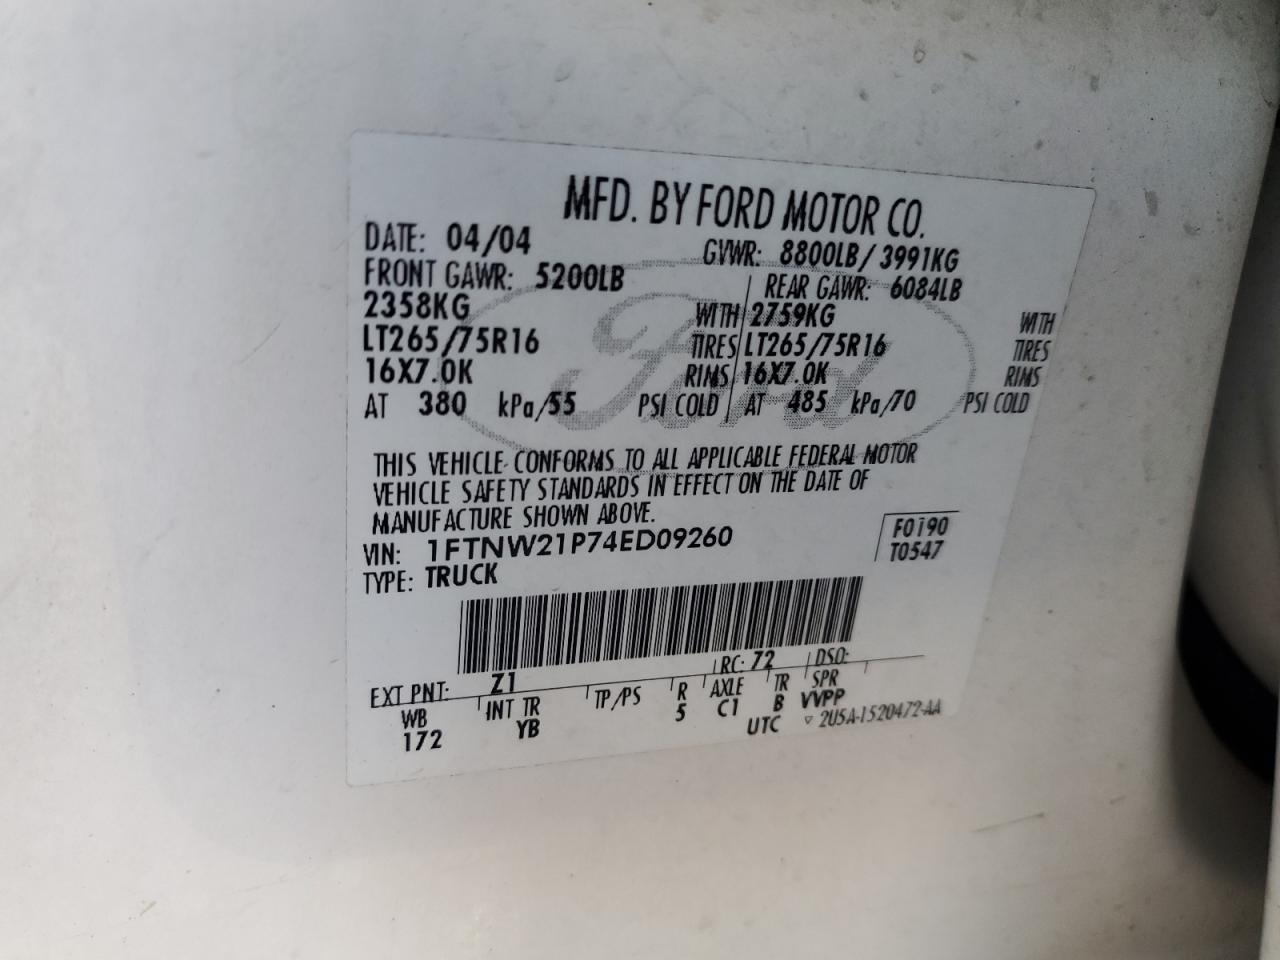 MFD. BY FORD MOTOR CO.
DATE: 04/04 GVWR: 8800LB/ 3991KG
FRONT GAWR: 5200LB REAR GAWR: 6084LB
2358KG WITH 2759KG WITH
LT265/75R16 TIRES LT265/75R16 TIRES
16X7.0K RIMS 16X7.0K RIMS
AT 380 kPa/55 PSI COLD AT 485 kPa/70 PSI COLD
Ford
THIS VEHICLE CONFORMS TO ALL APPLICABLE FEDERAL MOTOR
VEHICLE SAFETY STANDARDS IN EFFECT ON THE DATE OF
MANUFACTURE SHOWN ABOVE.
VIN: 1FTNW21P74ED09260 F0190
TYPE: TRUCK T0547
EXT PNT: Z1 RC: 72 DSO:
WB INT TR TP/PS R AXLE TR SPR
172 YB 5 C1 B VVPP
UTC ▽ 2U5A-1520472-AA